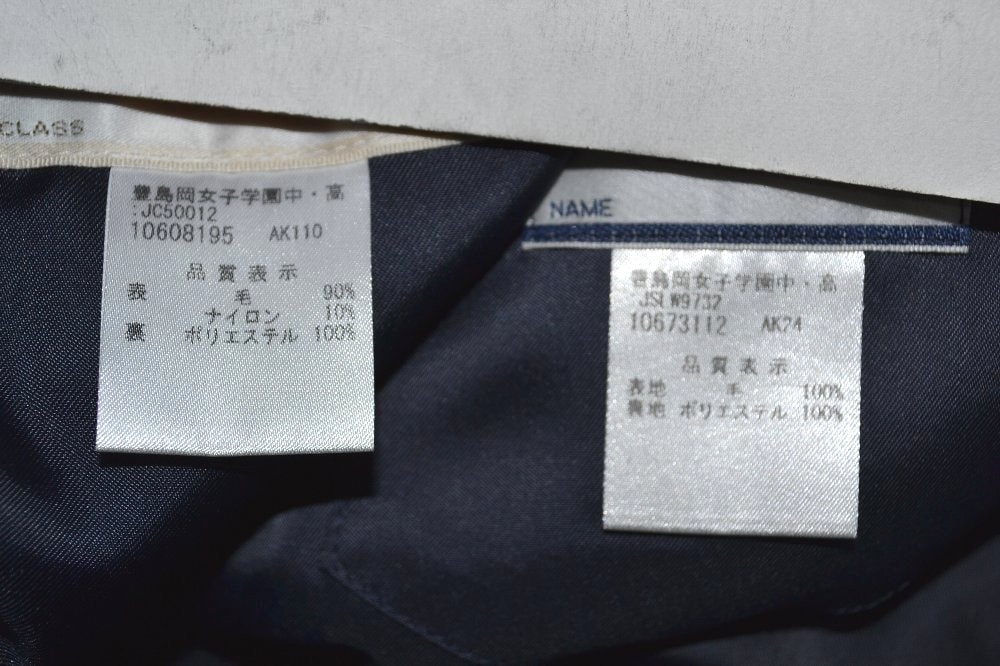 CLASS
豊島岡女子学園中・高
:JC50012
10608195 AK110
品質表示
表 毛 90%
ナイロン 10%
裏 ポリエステル 100%
NAME
豊島岡女子学園中・高
:JSLW9732
10673112 AK24
品質表示
表地 毛 100%
裏地 ポリエステル 100%